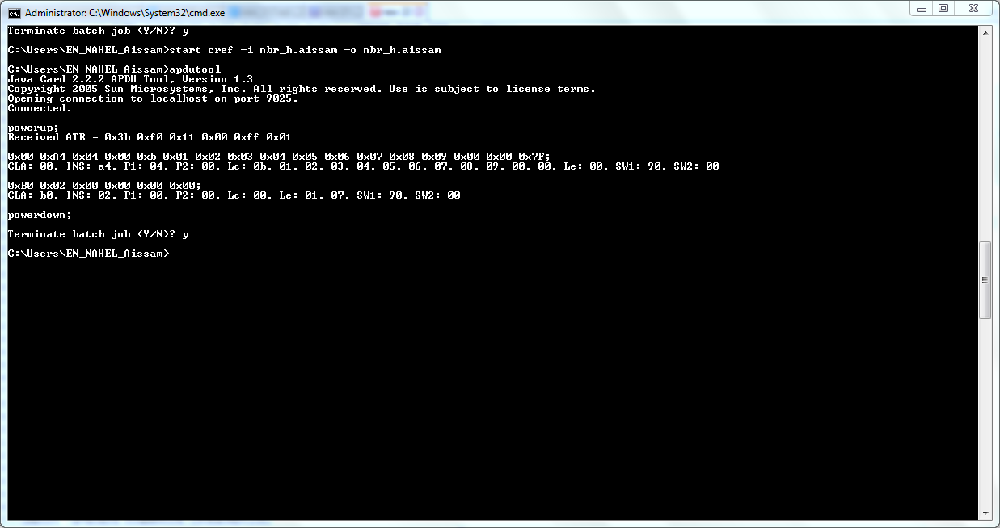 Administrator: C:\Windows\System32\cmd.exe
Terminate batch job (Y/N)? y
C:\Users\EN_NAHEL_Aissam>start cref -i nbr_h.aissam -o nbr_h.aissam
C:\Users\EN_NAHEL_Aissam>apdutool
Java Card 2.2.2 APDU Tool, Version 1.3
Copyright 2005 Sun Microsystems, Inc. All rights reserved. Use is subject to license terms.
Opening connection to localhost on port 9025.
Connected.
powerup;
Received ATR = 0x3b 0xf0 0x11 0x00 0xff 0x01
0x00 0xA4 0x04 0x00 0xb 0x01 0x02 0x03 0x04 0x05 0x06 0x07 0x08 0x09 0x00 0x00 0x7F;
CLA: 00, INS: a4, P1: 04, P2: 00, Lc: 0b, 01, 02, 03, 04, 05, 06, 07, 08, 09, 00, 00, Le: 00, SW1: 90, SW2: 00
0xB0 0x02 0x00 0x00 0x00 0x00;
CLA: b0, INS: 02, P1: 00, P2: 00, Lc: 00, Le: 01, 07, SW1: 90, SW2: 00
powerdown;
Terminate batch job (Y/N)? y
C:\Users\EN_NAHEL_Aissam>